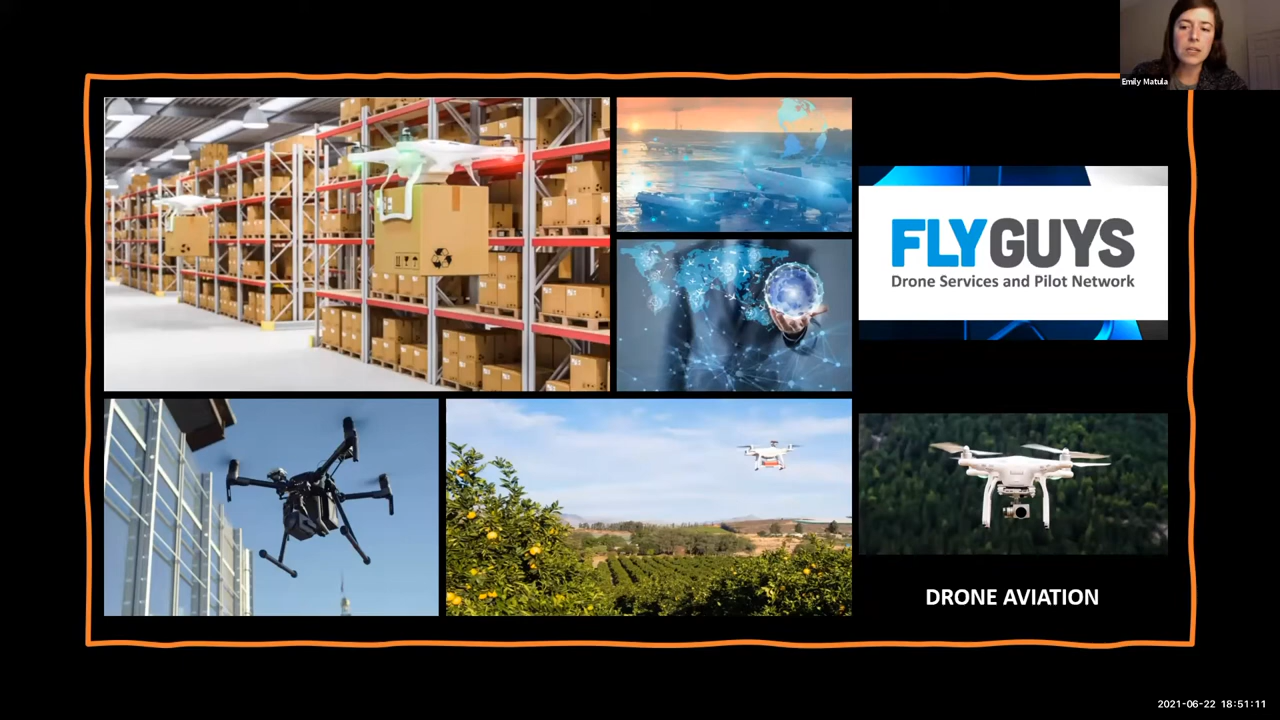 Emily Matula
FLYGUYS
Drone Services and Pilot Network
DRONE AVIATION
2021-06-22 18:51:11